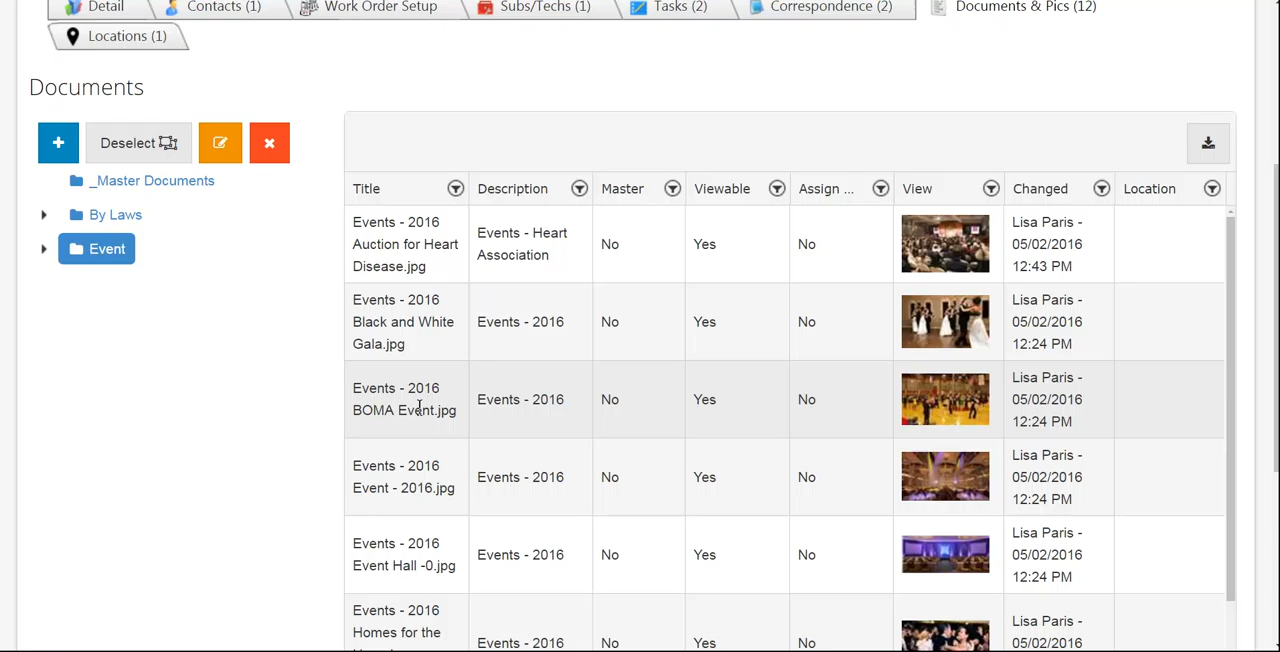 Detail
Contacts (1)
Work Order Setup
Subs/Techs (1)
Tasks (2)
Correspondence (2)
Documents & Pics (12)
Locations (1)
Documents
+
Deselect
_Master Documents
By Laws
Event
Title
Description
Master
Viewable
Assign ...
View
Changed
Location
Events - 2016
Auction for Heart
Disease.jpg
Events - Heart
Association
No
Yes
No
Lisa Paris -
05/02/2016
12:43 PM
Events - 2016
Black and White
Gala.jpg
Events - 2016
No
Yes
No
Lisa Paris -
05/02/2016
12:24 PM
Events - 2016
BOMA Event.jpg
Events - 2016
No
Yes
No
Lisa Paris -
05/02/2016
12:24 PM
Events - 2016
Event - 2016.jpg
Events - 2016
No
Yes
No
Lisa Paris -
05/02/2016
12:24 PM
Events - 2016
Event Hall -0.jpg
Events - 2016
No
Yes
No
Lisa Paris -
05/02/2016
12:24 PM
Events - 2016
Homes for the
Events - 2016
No
Yes
No
Lisa Paris -
05/02/2016